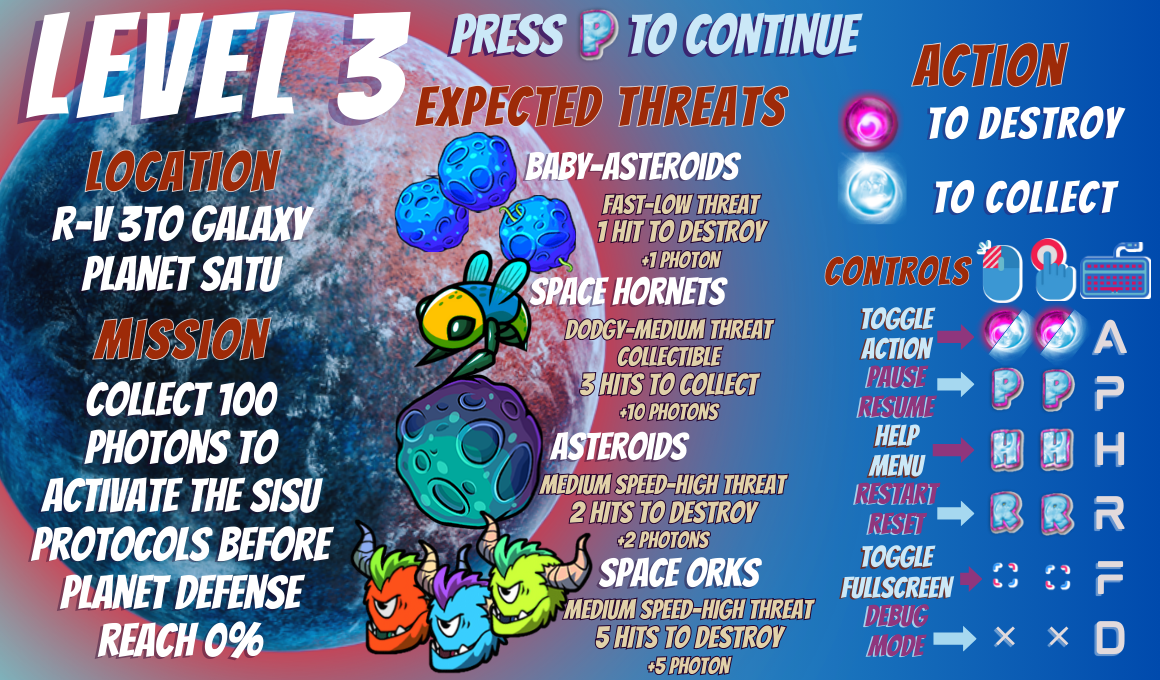 LEVEL 3
PRESS P TO CONTINUE
LOCATION
R-V 3TO GALAXY
PLANET SATU
MISSION
COLLECT 100
PHOTONS TO
ACTIVATE THE SISU
PROTOCOLS BEFORE
PLANET DEFENSE
REACH 0%
EXPECTED THREATS
BABY-ASTEROIDS
FAST-LOW THREAT
1 HIT TO DESTROY
+1 PHOTON
SPACE HORNETS
DODGY-MEDIUM THREAT
COLLECTIBLE
3 HITS TO COLLECT
+10 PHOTONS
ASTEROIDS
MEDIUM SPEED-HIGH THREAT
2 HITS TO DESTROY
+2 PHOTONS
SPACE ORKS
MEDIUM SPEED-HIGH THREAT
5 HITS TO DESTROY
+5 PHOTON
ACTION
TO DESTROY
TO COLLECT
CONTROLS
TOGGLE
ACTION A
PAUSE
RESUME P P P
HELP
MENU H H H
RESTART
RESET R R R
TOGGLE
FULLSCREEN F
DEBUG
MODE × × D